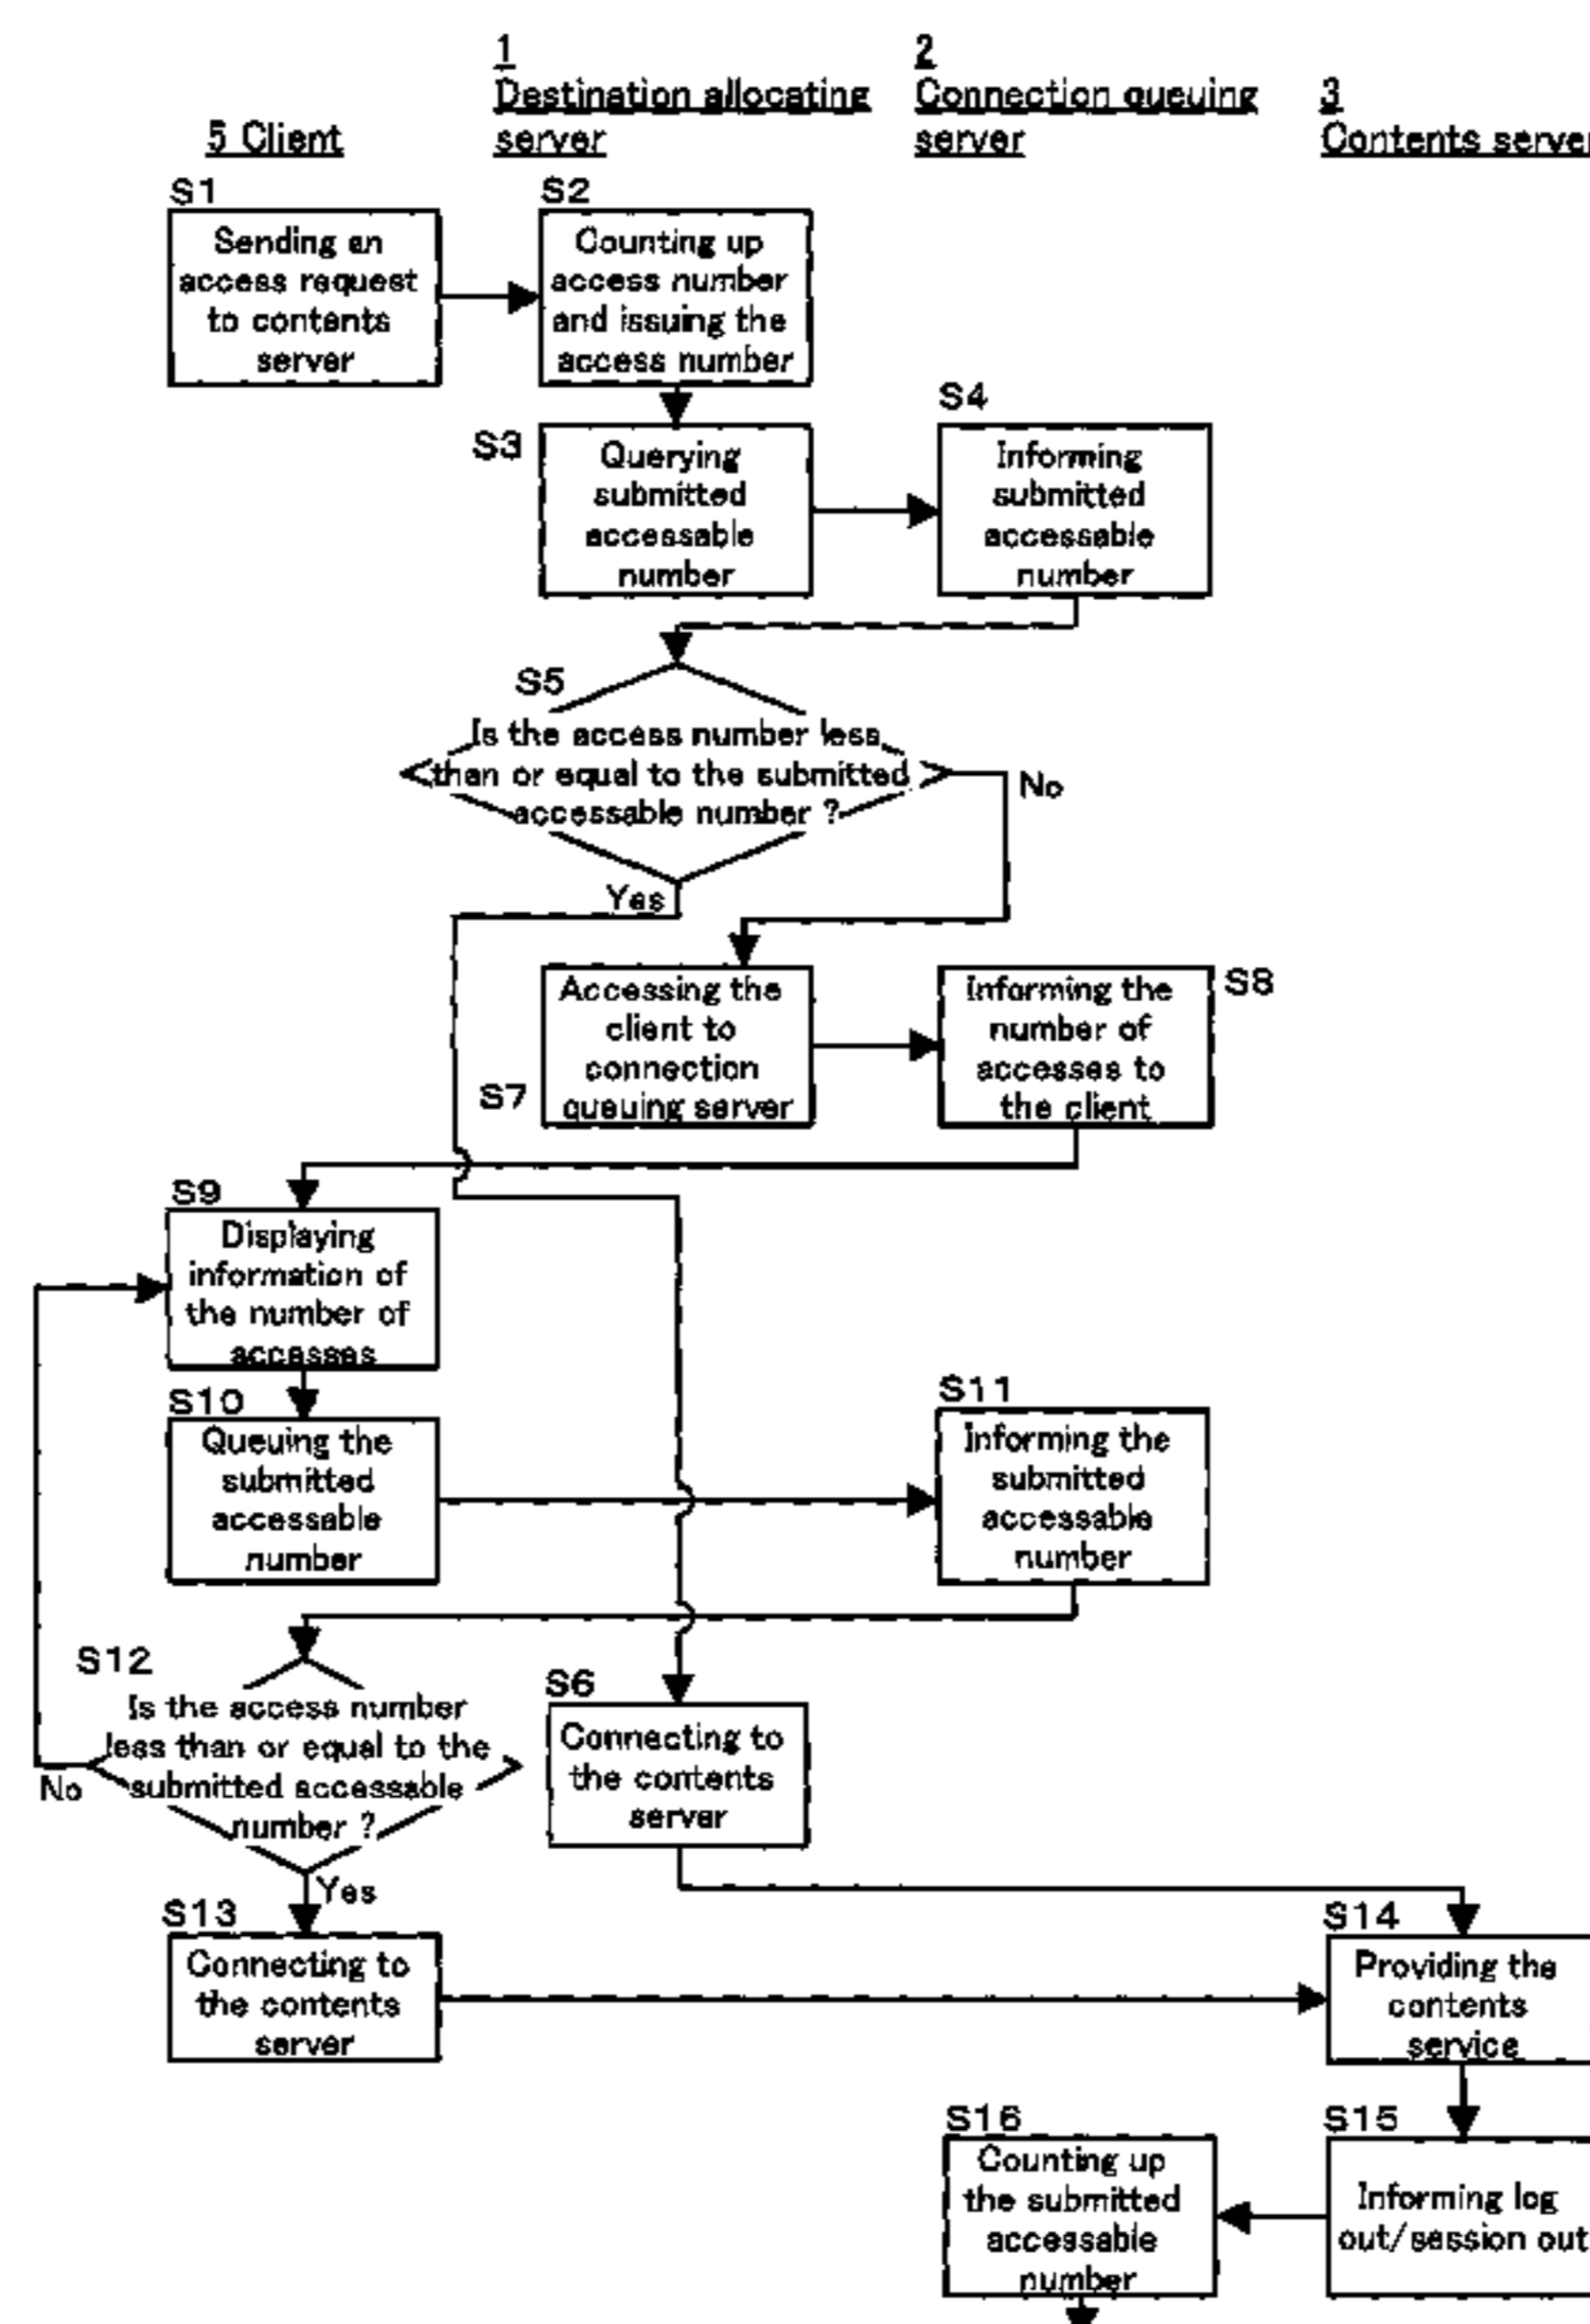 1
Destination allocating
server
2
Connection queuing
server
3
Contents server
5 Client
S1
Sending an
access request
to contents
server
S2
Counting up
access number
and issuing the
access number
S3
Querying
submitted
accessable
number
S4
Informing
submitted
accessable
number
S5
Is the access number less
than or equal to the submitted
accessable number ?
No
Yes
Accessing the
client to
connection
queuing server
S7
Informing the
number of
accesses to
the client
S8
S9
Displaying
information of
the number of
accesses
S10
Queuing the
submitted
accessable
number
S11
Informing the
submitted
accessable
number
S12
Is the access number
less than or equal to the
submitted accessable
number ?
No
Yes
S6
Connecting to
the contents
server
S13
Connecting to
the contents
server
S14
Providing the
contents
service
S16
Counting up
the submitted
accessable
number
S15
Informing log
out/session out